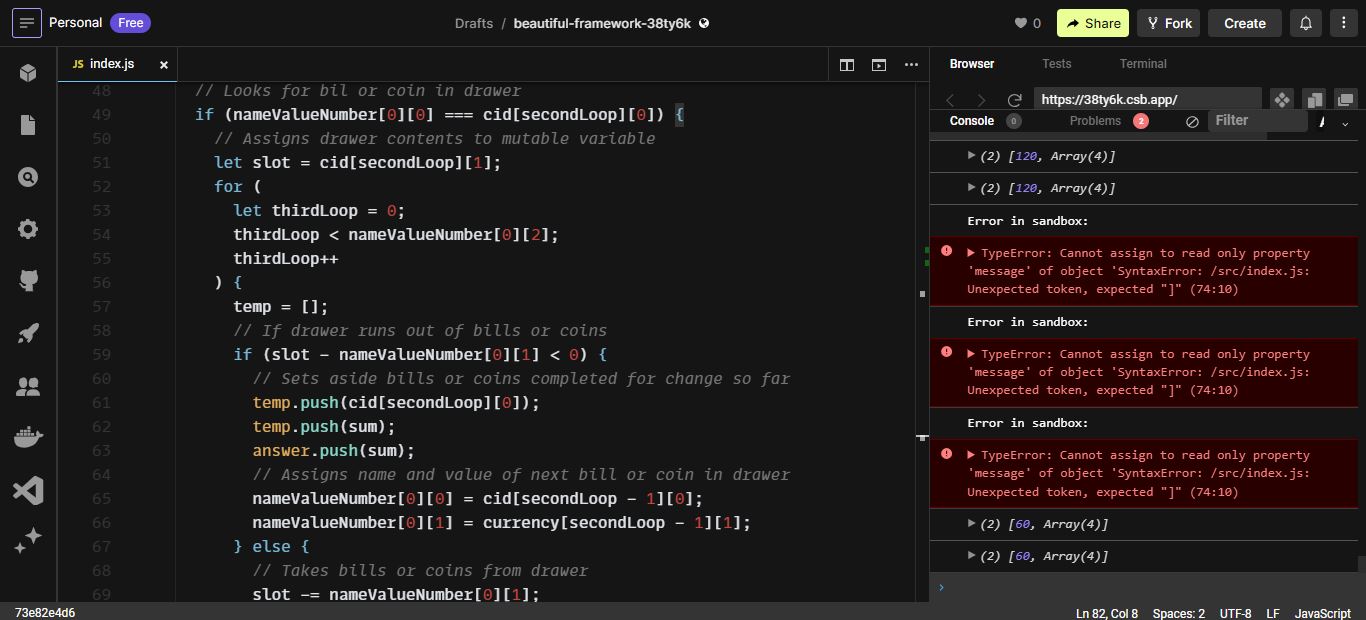 Personal Free
Drafts / beautiful-framework-38ty6k
0 Share Fork Create
JS index.js ×
Browser Tests Terminal
https://38ty6k.csb.app/
Console 0 Problems 2 Filter
48 // Looks for bil or coin in drawer
49 if (nameValueNumber[0][0] === cid[secondLoop][0]) {
50 // Assigns drawer contents to mutable variable
51 let slot = cid[secondLoop][1];
52 for (
53 let thirdLoop = 0;
54 thirdLoop < nameValueNumber[0][2];
55 thirdLoop++
56 ) {
57 temp = [];
58 // If drawer runs out of bills or coins
59 if (slot - nameValueNumber[0][1] < 0) {
60 // Sets aside bills or coins completed for change so far
61 temp.push(cid[secondLoop][0]);
62 temp.push(sum);
63 answer.push(sum);
64 // Assigns name and value of next bill or coin in drawer
65 nameValueNumber[0][0] = cid[secondLoop - 1][0];
66 nameValueNumber[0][1] = currency[secondLoop - 1][1];
67 } else {
68 // Takes bills or coins from drawer
69 slot -= nameValueNumber[0][1];
(2) [120, Array(4)]
(2) [120, Array(4)]
Error in sandbox:
TypeError: Cannot assign to read only property
'message' of object 'SyntaxError: /src/index.js:
Unexpected token, expected "]" (74:10)
Error in sandbox:
TypeError: Cannot assign to read only property
'message' of object 'SyntaxError: /src/index.js:
Unexpected token, expected "]" (74:10)
Error in sandbox:
TypeError: Cannot assign to read only property
'message' of object 'SyntaxError: /src/index.js:
Unexpected token, expected "]" (74:10)
(2) [60, Array(4)]
(2) [60, Array(4)]
73e82e4d6
Ln 82, Col 8 Spaces: 2 UTF-8 LF JavaScript